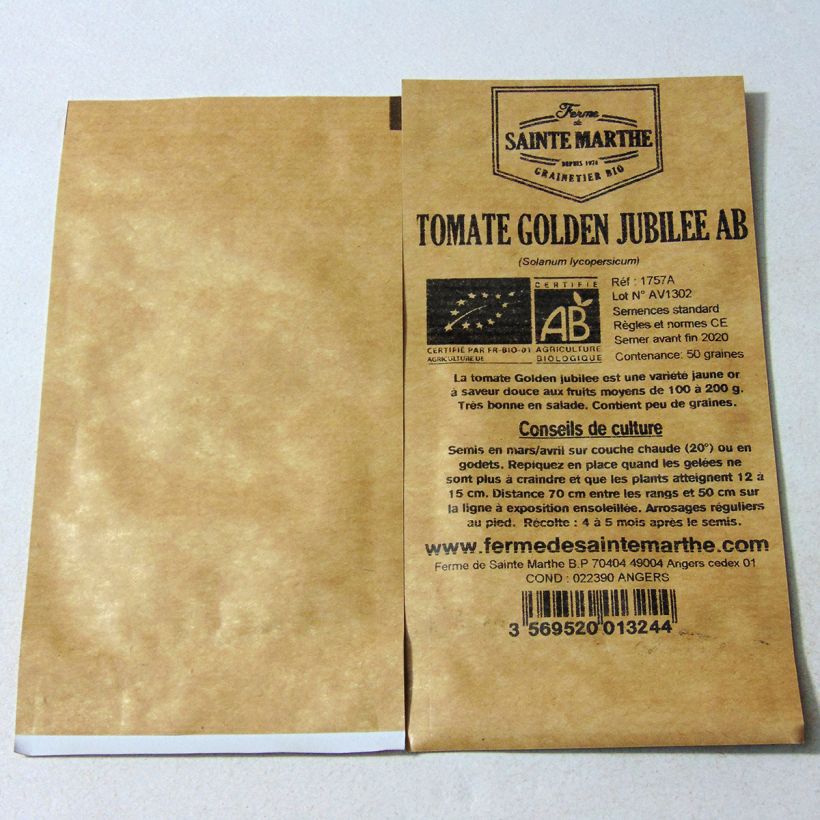 Ferme
de
SAINTE MARTHE
DEPUIS 1974
GRAINETIER BIO
TOMATE GOLDEN JUBILEE AB
(Solanum lycopersicum)
CERTIFIÉ PAR FR-BIO-01
AGRICULTURE UE
CERTIFIÉ
AB
AGRICULTURE
BIOLOGIQUE
Réf : 1757A
Lot N° AV1302
Semences standard
Règles et normes CE
Semer avant fin 2020
Contenance: 50 graines
La tomate Golden jubilee est une variété jaune or
à saveur douce aux fruits moyens de 100 à 200 g.
Très bonne en salade. Contient peu de graines.
Conseils de culture
Semis en mars/avril sur couche chaude (20°) ou en
godets. Repiquez en place quand les gelées ne
sont plus à craindre et que les plants atteignent 12 à
15 cm. Distance 70 cm entre les rangs et 50 cm sur
la ligne à exposition ensoleillée. Arrosages réguliers
au pied. Récolte : 4 à 5 mois après le semis.
www.fermedesaintemarthe.com
Ferme de Sainte Marthe B.P 70404 49004 Angers cedex 01
COND : 022390 ANGERS
3 569520 013244